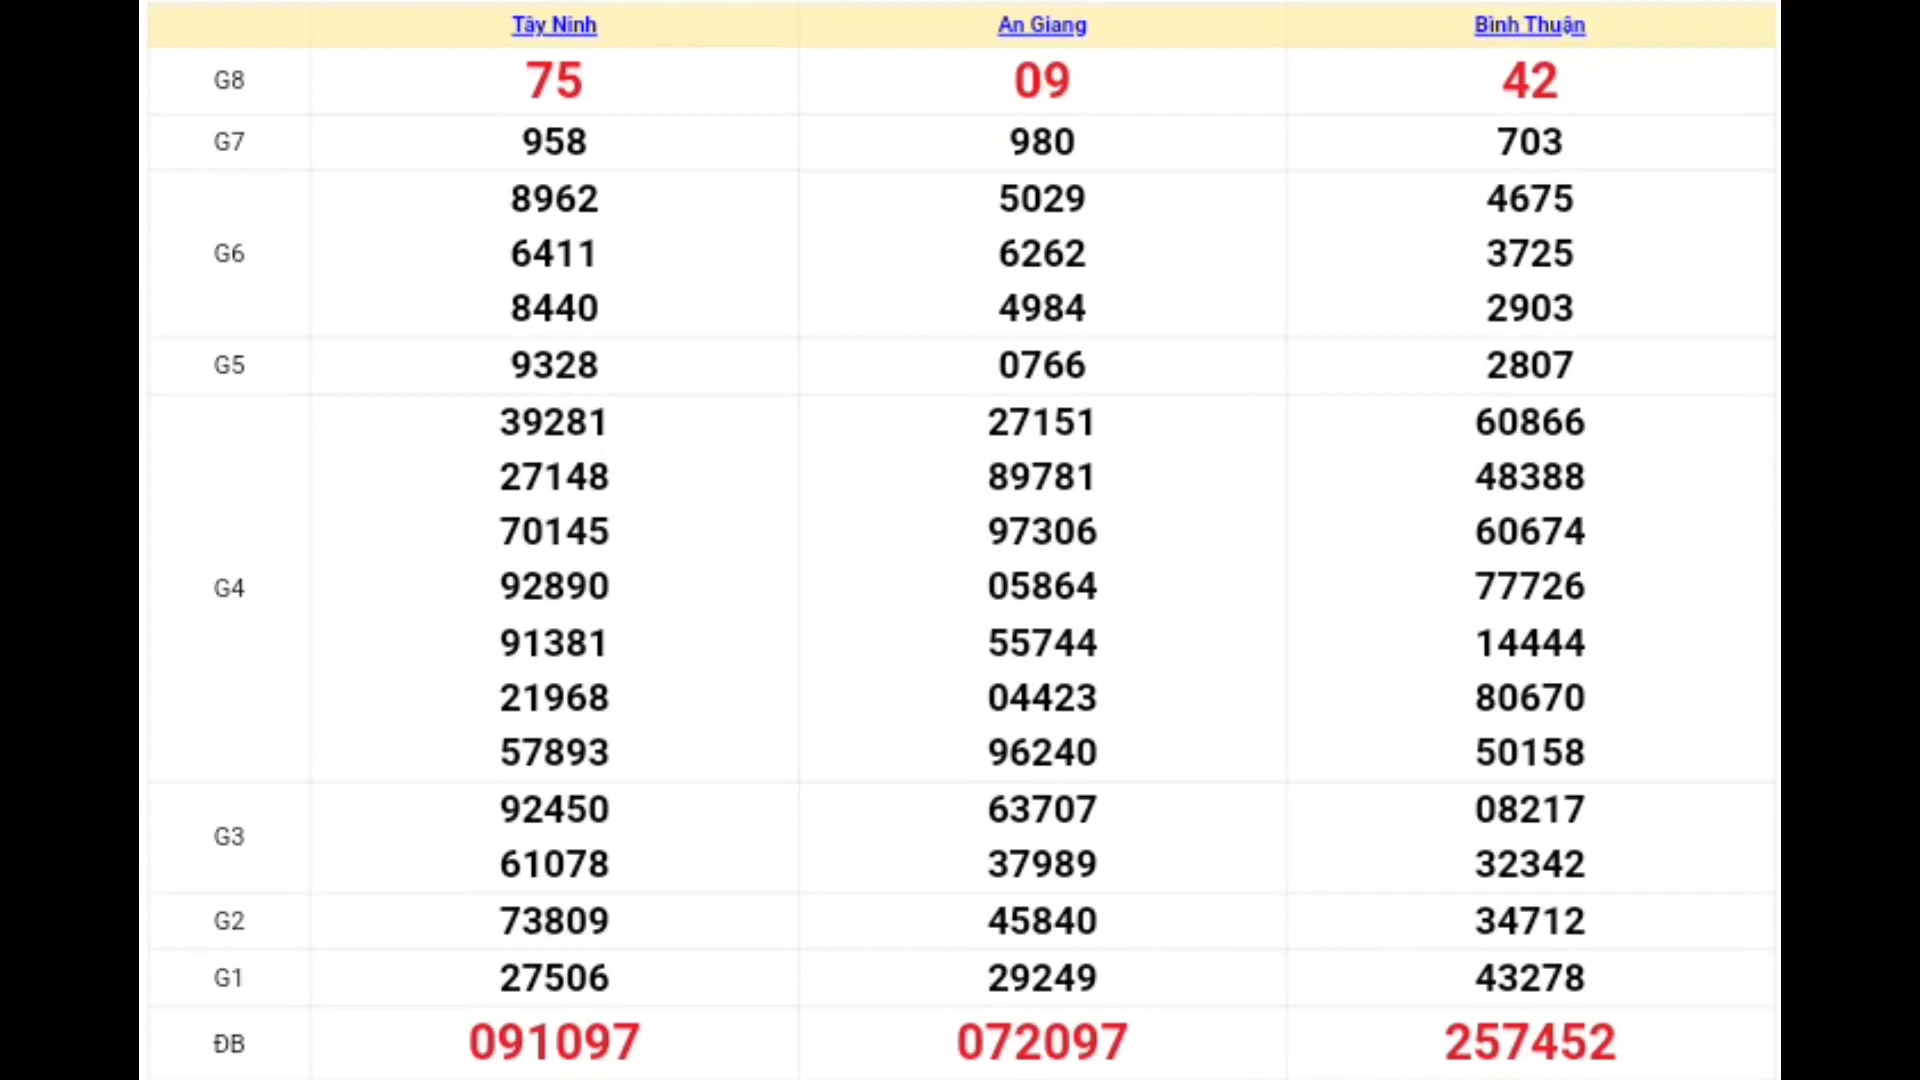 Tây Ninh An Giang Bình Thuận
G8 75 09 42
G7 958 980 703
8962 5029 4675
G6 6411 6262 3725
8440 4984 2903
G5 9328 0766 2807
39281 27151 60866
27148 89781 48388
70145 97306 60674
G4 92890 05864 77726
91381 55744 14444
21968 04423 80670
57893 96240 50158
G3 92450 63707 08217
61078 37989 32342
G2 73809 45840 34712
G1 27506 29249 43278
ĐB 091097 072097 257452